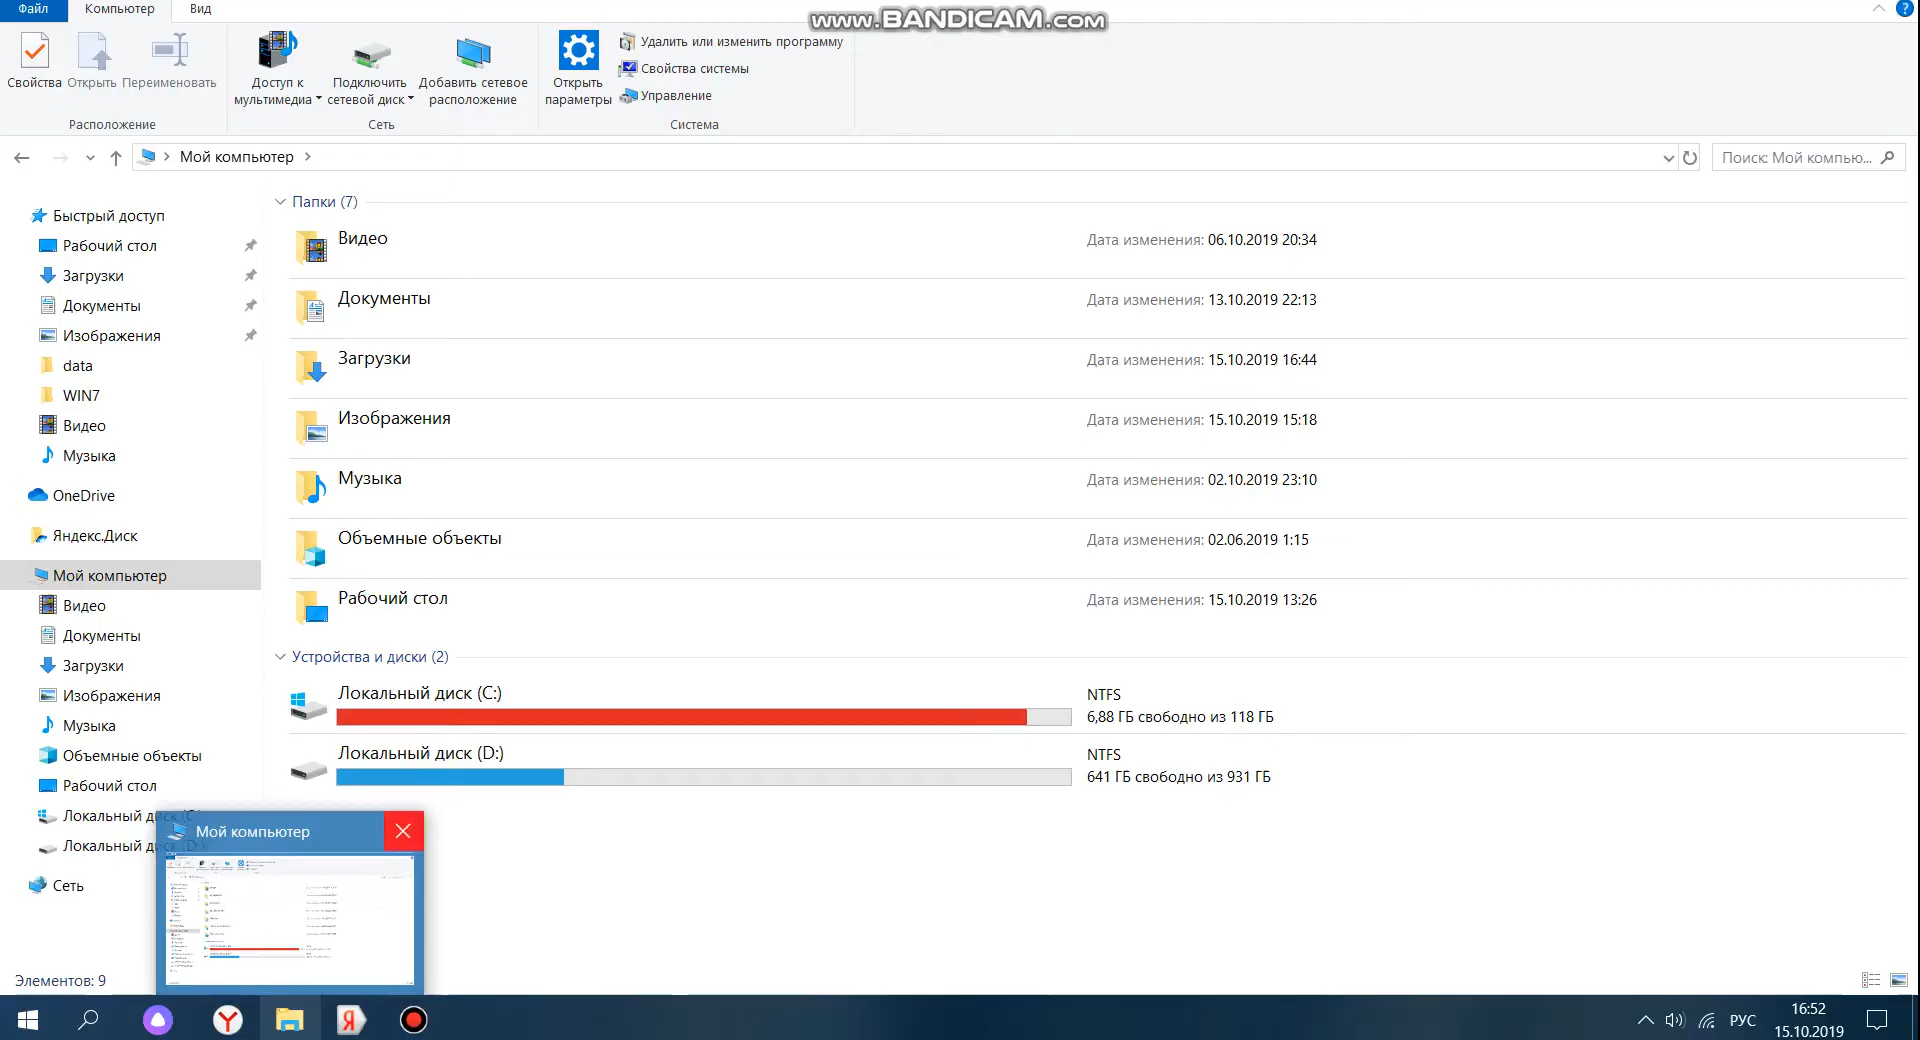 Файл
Компьютер
Вид
www.BANDICAM.com
Свойства
Открыть
Переименовать
Расположение
Доступ к
мультимедиа
Подключить
сетевой диск
Добавить сетевое
расположение
Сеть
Открыть
параметры
Удалить или изменить программу
Свойства системы
Управление
Система
Мой компьютер
Поиск: Мой компью...
Быстрый доступ
Рабочий стол
Загрузки
Документы
Изображения
data
WIN7
Видео
Музыка
OneDrive
Яндекс.Диск
Мой компьютер
Видео
Документы
Загрузки
Изображения
Музыка
Объемные объекты
Рабочий стол
Локальный диск (C:)
Локальный диск (D:)
Сеть
Папки (7)
Видео
Дата изменения: 06.10.2019 20:34
Документы
Дата изменения: 13.10.2019 22:13
Загрузки
Дата изменения: 15.10.2019 16:44
Изображения
Дата изменения: 15.10.2019 15:18
Музыка
Дата изменения: 02.10.2019 23:10
Объемные объекты
Дата изменения: 02.06.2019 1:15
Рабочий стол
Дата изменения: 15.10.2019 13:26
Устройства и диски (2)
Локальный диск (C:)
NTFS
6,88 ГБ свободно из 118 ГБ
Локальный диск (D:)
NTFS
641 ГБ свободно из 931 ГБ
Мой компьютер
Элементов: 9
РУС
16:52
15.10.2019